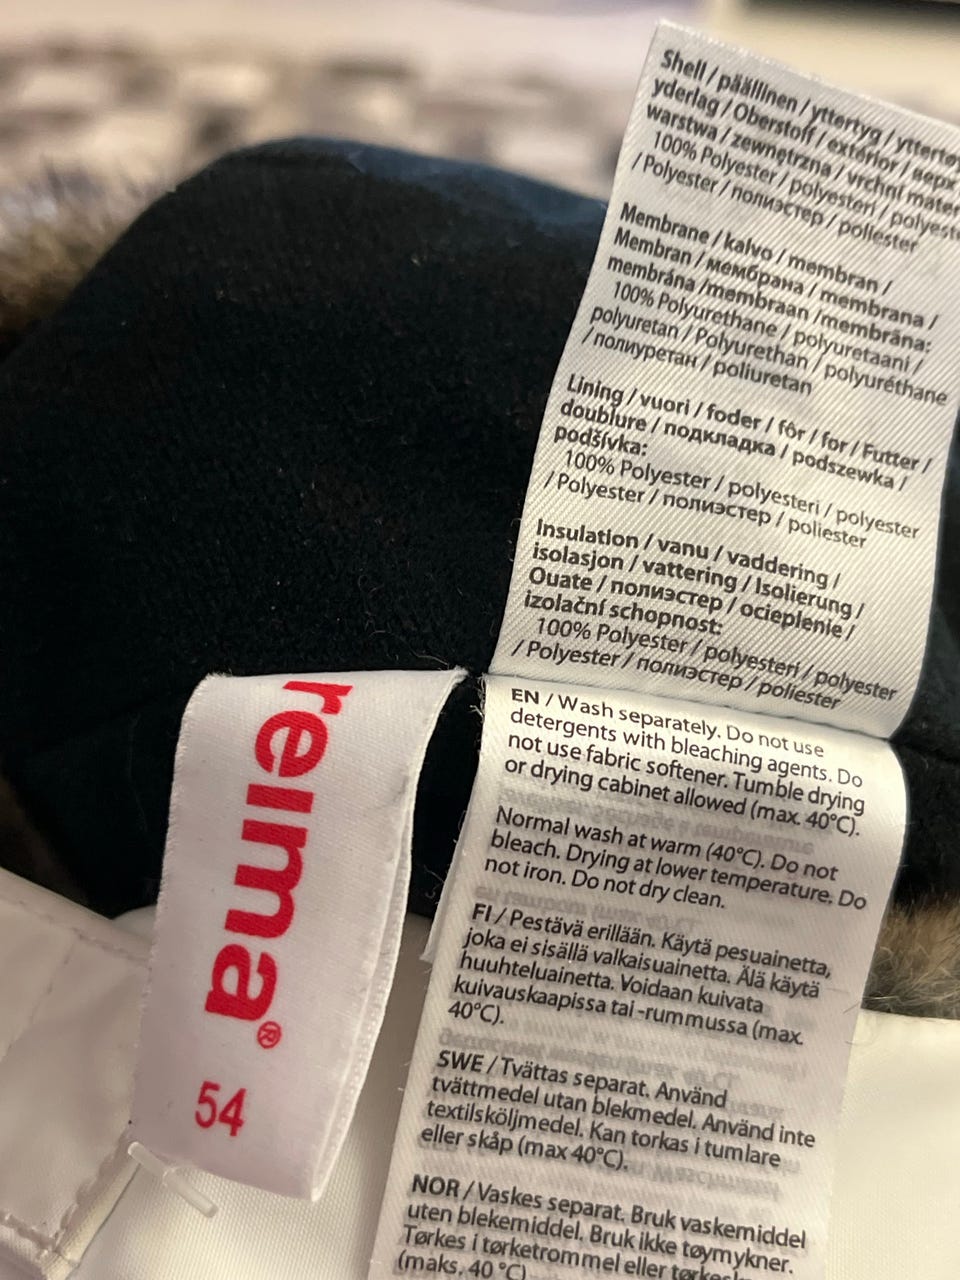 Shell / päällinen / yttertyg /
yderlag / Oberstoff / extérior / верх
warstwa / zewnętrzna / vrchní
100% Polyester / polyesteri /
/ Polyester / полиэстер / poliester
Membrane / kalvo / membran /
Membran / мембрана / membrana /
membrána /membraan /membrāna:
100% Polyurethane / polyuretaani /
polyuretan / Polyurethan / polyuréthane
/ полиуретан / poliuretan
Lining / vuori / foder / fôr / for / Futter /
doublure / подкладка / podszewka /
podšívka:
100% Polyester / polyesteri / polyester
/ Polyester / полиэстер / poliester
Insulation / vanu / vaddering /
isolasjon / vattering / Isolierung /
Ouate / полиэстер / ocieplenie /
izolační schopnost:
100% Polyester / polyesteri / polyester
/ Polyester / полиэстер / poliester
reima®
54
EN / Wash separately. Do not use
detergents with bleaching agents. Do
not use fabric softener. Tumble drying
or drying cabinet allowed (max. 40°C).
Normal wash at warm (40°C). Do not
bleach. Drying at lower temperature. Do
not iron. Do not dry clean.
FI / Pestävä erillään. Käytä pesuainetta,
joka ei sisällä valkaisuainetta. Älä käytä
huuhteluainetta. Voidaan kuivata
kuivauskaapissa tai -rummussa (max.
40°C).
SWE / Tvättas separat. Använd
tvättmedel utan blekmedel. Använd inte
textilsköljmedel. Kan torkas i tumlare
eller skåp (max 40°C).
NOR / Vaskes separat. Bruk vaskemiddel
uten blekemiddel. Bruk ikke tøymykner.
Tørkes i tørketrommel eller
(maks. 40 °C)